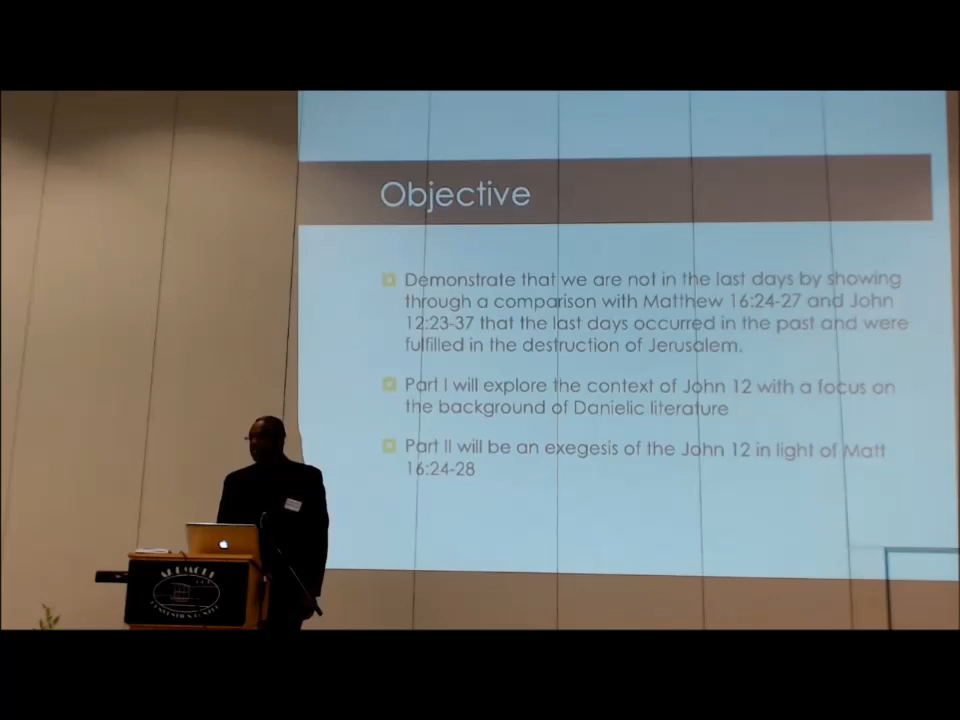 Objective
Demonstrate that we are not in the last days by showing
through a comparison with Matthew 16:24-27 and John
12:23-37 that the last days occurred in the past and were
fulfilled in the destruction of Jerusalem.
Part I will explore the context of John 12 with a focus on
the background of Danielic literature
Part II will be an exegesis of the John 12 in light of Matt
16:24-28
ARDMORE
CONVENTION CENTER